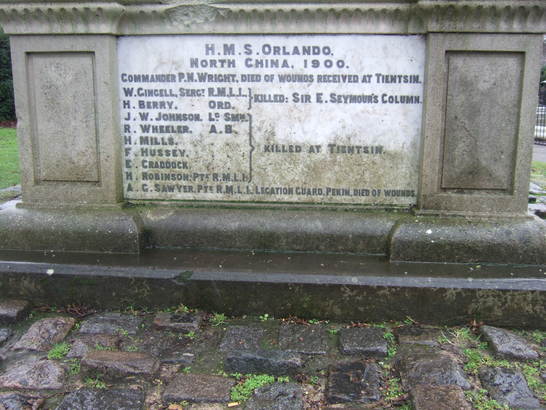 H.M.S. ORLANDO.
NORTH CHINA, 1900.
COMMANDER P.N. WRIGHT, DIED OF WOUNDS RECEIVED AT TIENTSIN.
W. GINGELL, SERGT R.M.L.I. KILLED: SIR E. SEYMOUR'S COLUMN.
H. BERRY, ORD.
J. W. JOHNSON. LG SMN.
R. WHEELER. A.B.
H. MILLS.
F. HUSSEY. KILLED AT TIENTSIN.
E. CRADDOCK.
H. ROBINSON; PTE R.M.L.I.
A. G. SAWYER, PTE R.M.L.I. LEGATION GUARD, PEKIN, DIED OF WOUNDS.